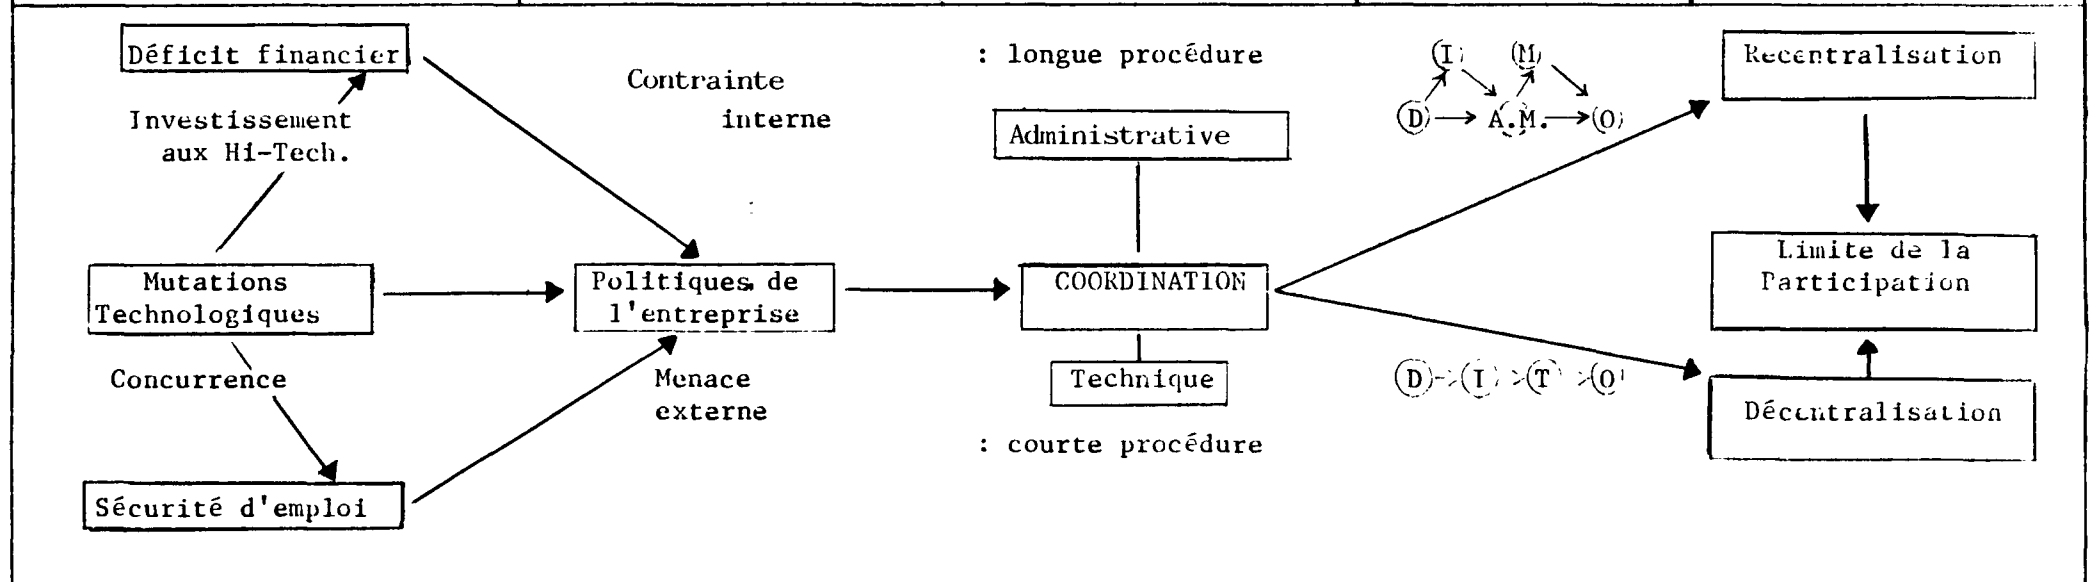 Déficit financier
Investissement
aux Hi-Tech.
Mutations
Technologiques
Concurrence
Sécurité d'emploi
Contrainte
interne
Politiques de
l'entreprise
Menace
externe
: longue procédure
Administrative
COORDINATION
Technique
: courte procédure
I M
D A.M. O
D I T O
Recentralisation
Limite de la
Participation
Décentralisation